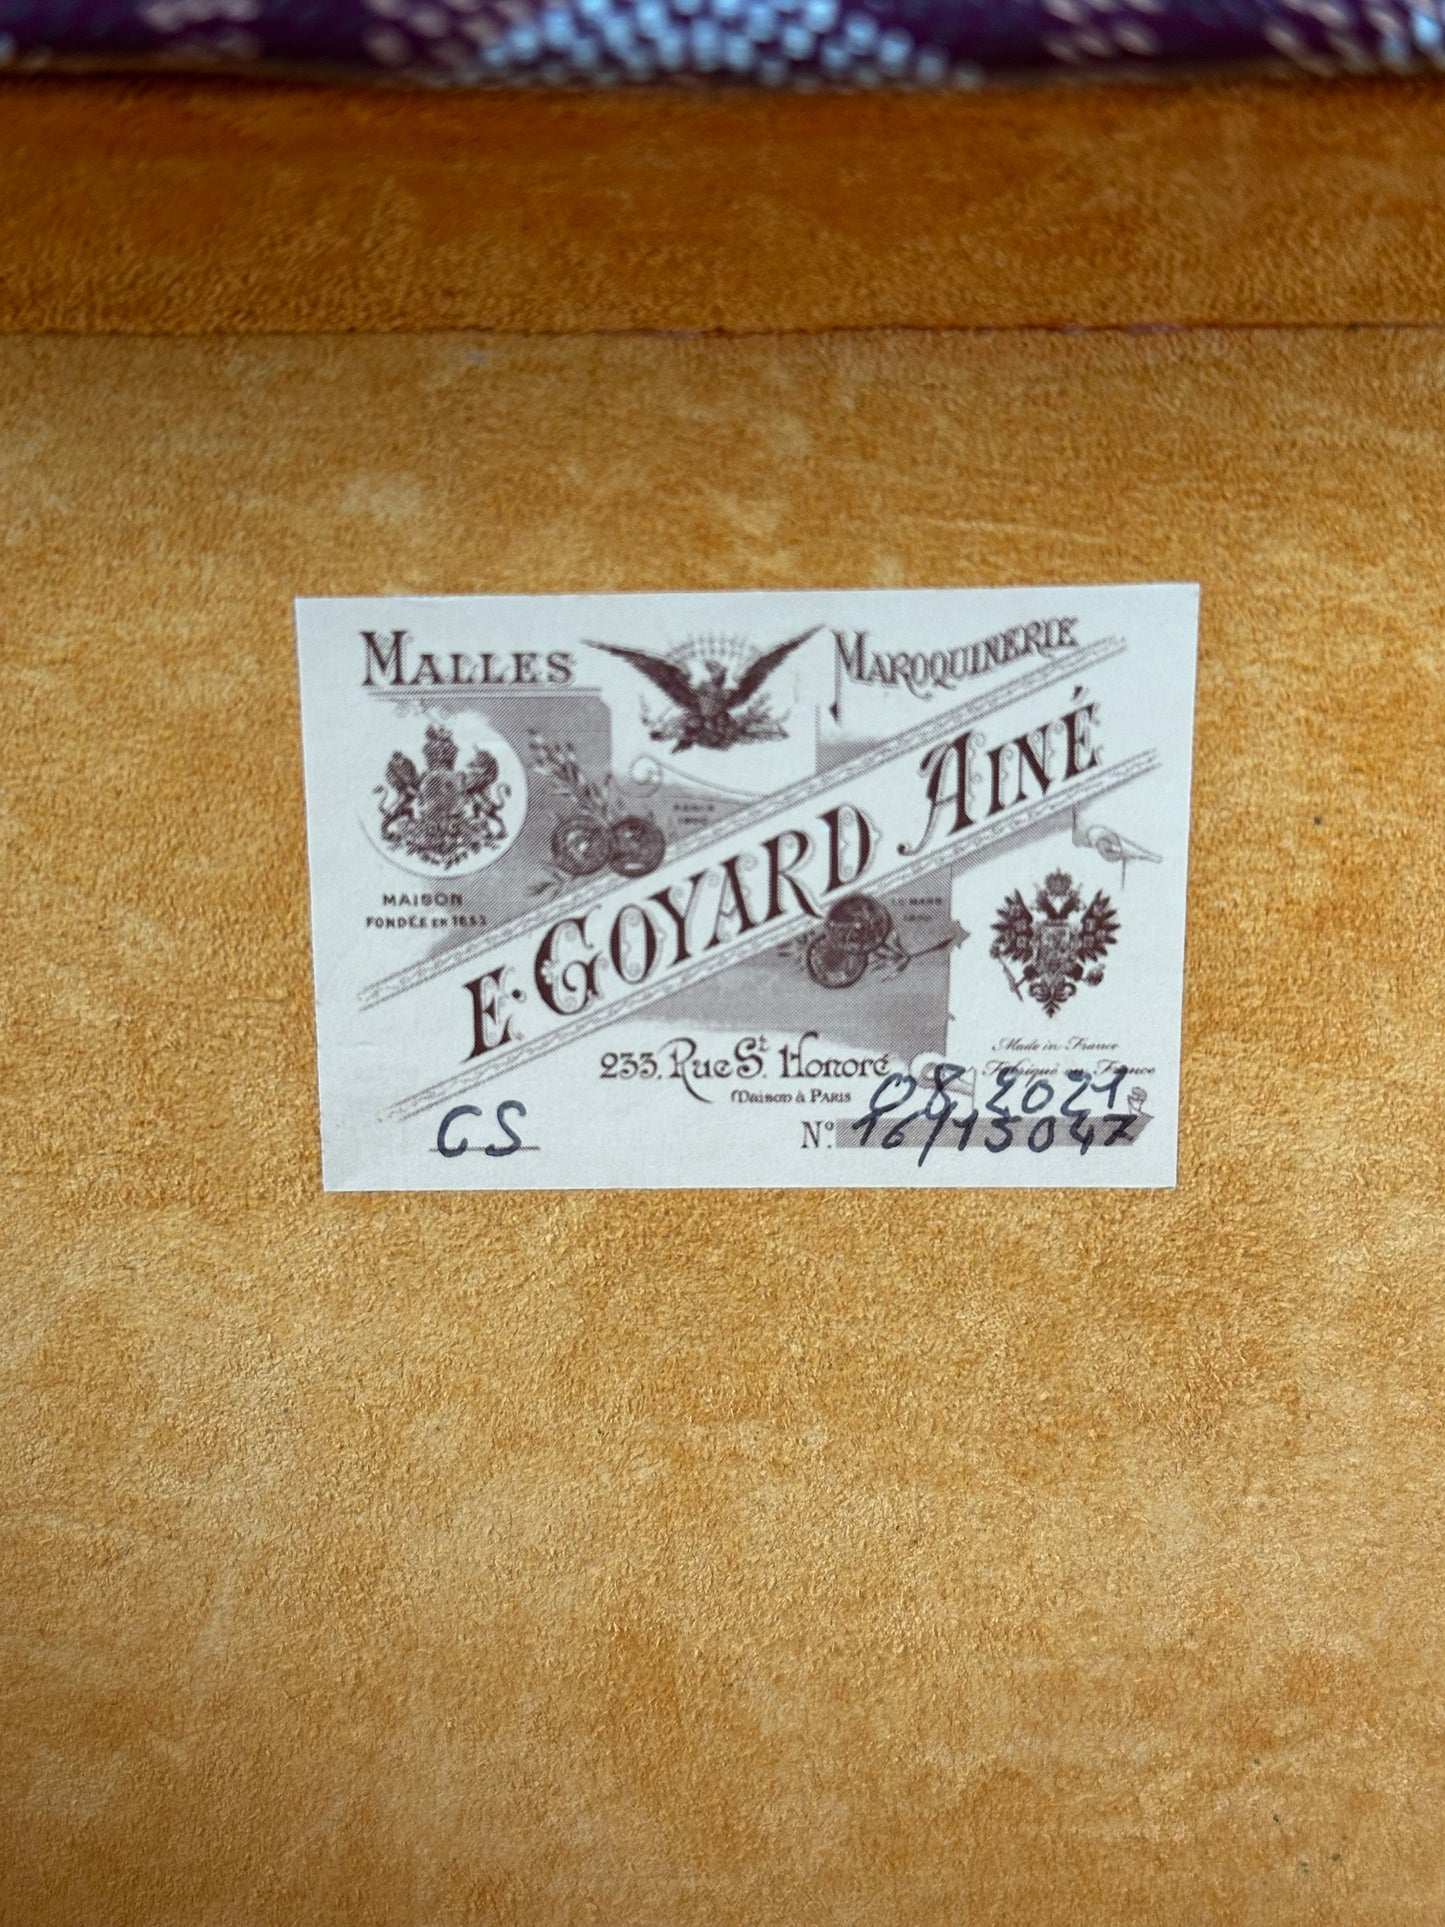 MALLES
MAROQUINERIE
MAISON
FONDÉE EN 1853
E. GOYARD AINÉ
233, Rue St. Honoré
Maison à PARIS
Made in France
Fabriqué en France
08 2021
CS
N°. 16/15047